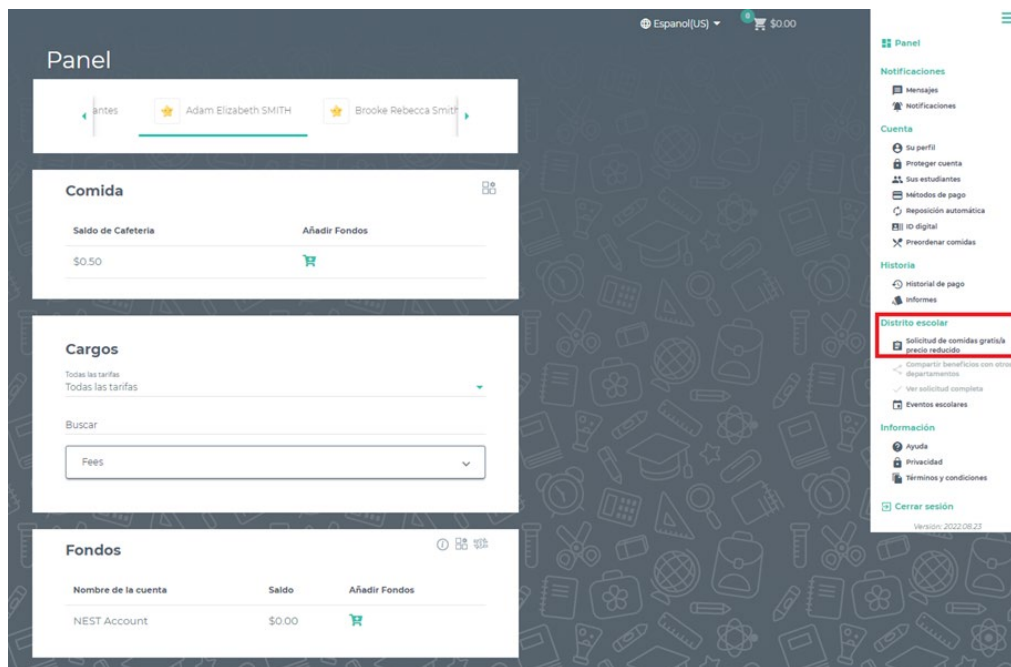 Espanol(US)
0
$0.00
Panel
antes
Adam Elizabeth SMITH
Brooke Rebecca Smith
Comida
Saldo de Cafeteria
Añadir Fondos
$0.50
Cargos
Todas las tarifas
Todas las tarifas
Buscar
Fees
Fondos
Nombre de la cuenta
Saldo
Añadir Fondos
NEST Account
$0.00
Panel
Notificaciones
Mensajes
Notificaciones
Cuenta
Su perfil
Proteger cuenta
Sus estudiantes
Métodos de pago
Reposición automática
ID digital
Preordenar comidas
Historia
Historial de pago
Informes
Distrito escolar
Solicitud de comidas gratis/a
precio reducido
Compartir beneficios con otros
departamentos
Ver solicitud completa
Eventos escolares
Información
Ayuda
Privacidad
Términos y condiciones
Cerrar sesión
Versión: 2022.08.23